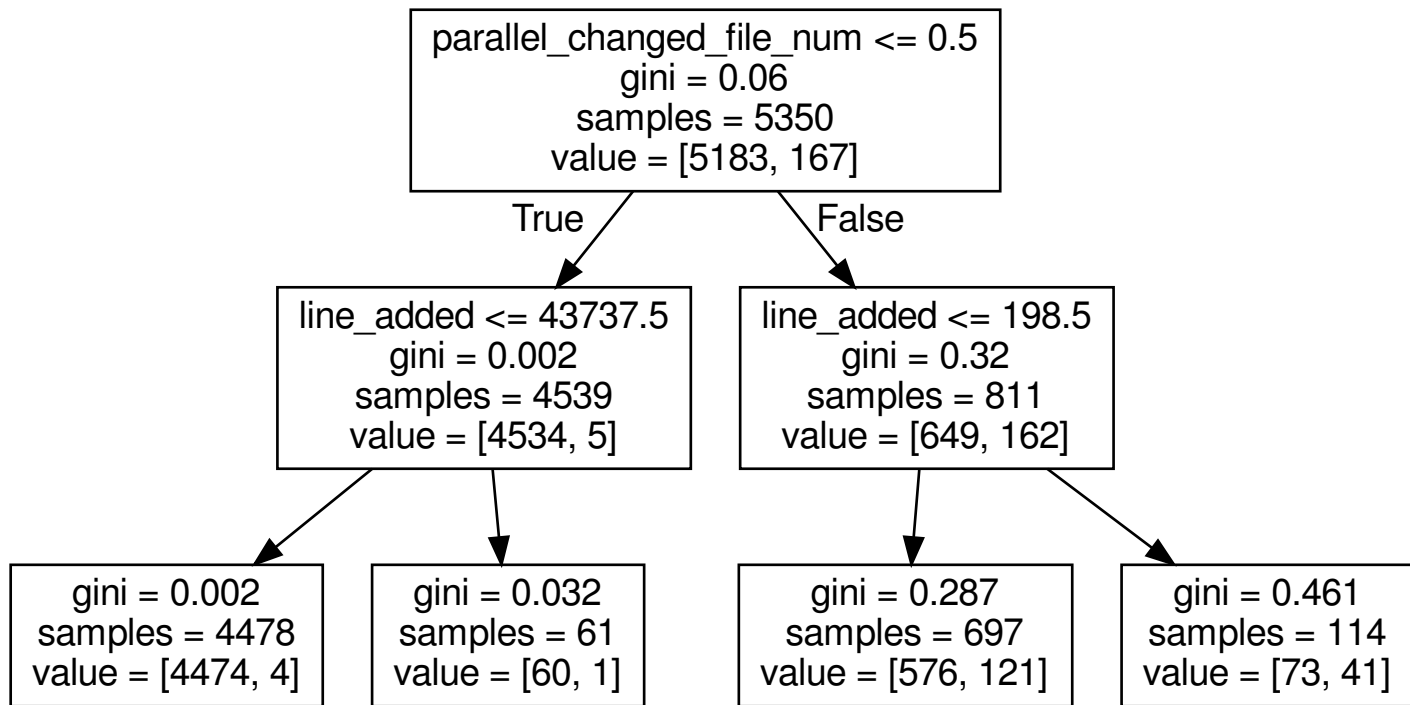 parallel_changed_file_num <= 0.5
gini = 0.06
samples = 5350
value = [5183, 167]
True
False
line_added <= 43737.5
gini = 0.002
samples = 4539
value = [4534, 5]
line_added <= 198.5
gini = 0.32
samples = 811
value = [649, 162]
gini = 0.002
samples = 4478
value = [4474, 4]
gini = 0.032
samples = 61
value = [60, 1]
gini = 0.287
samples = 697
value = [576, 121]
gini = 0.461
samples = 114
value = [73, 41]